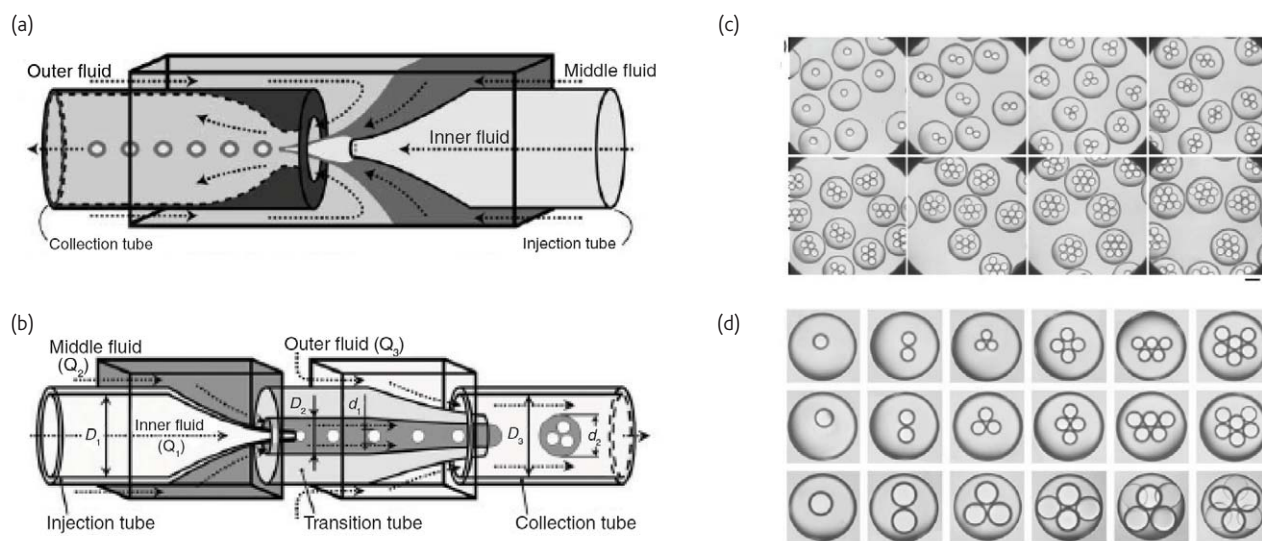 (a)
Outer fluid
Middle fluid
Inner fluid
Collection tube
Injection tube
(b)
Middle fluid
(Q2)
Outer fluid (Q3)
D1
Inner fluid
(Q1)
D2
d1
D3
d2
Injection tube
Transition tube
Collection tube
(c)
(d)